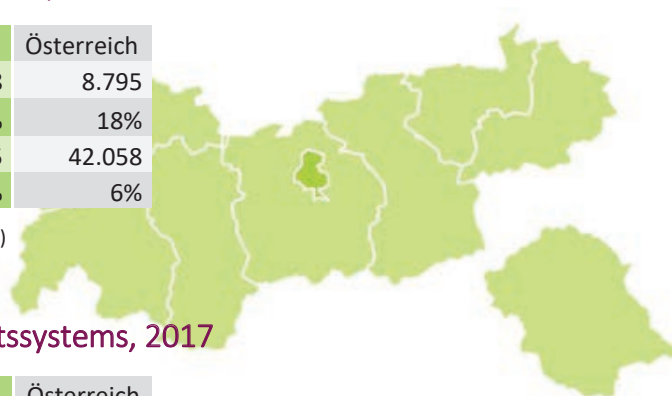 Österreich
8.795
%
18%
42.058
%
6%
)
tssystems, 2017
Österreich